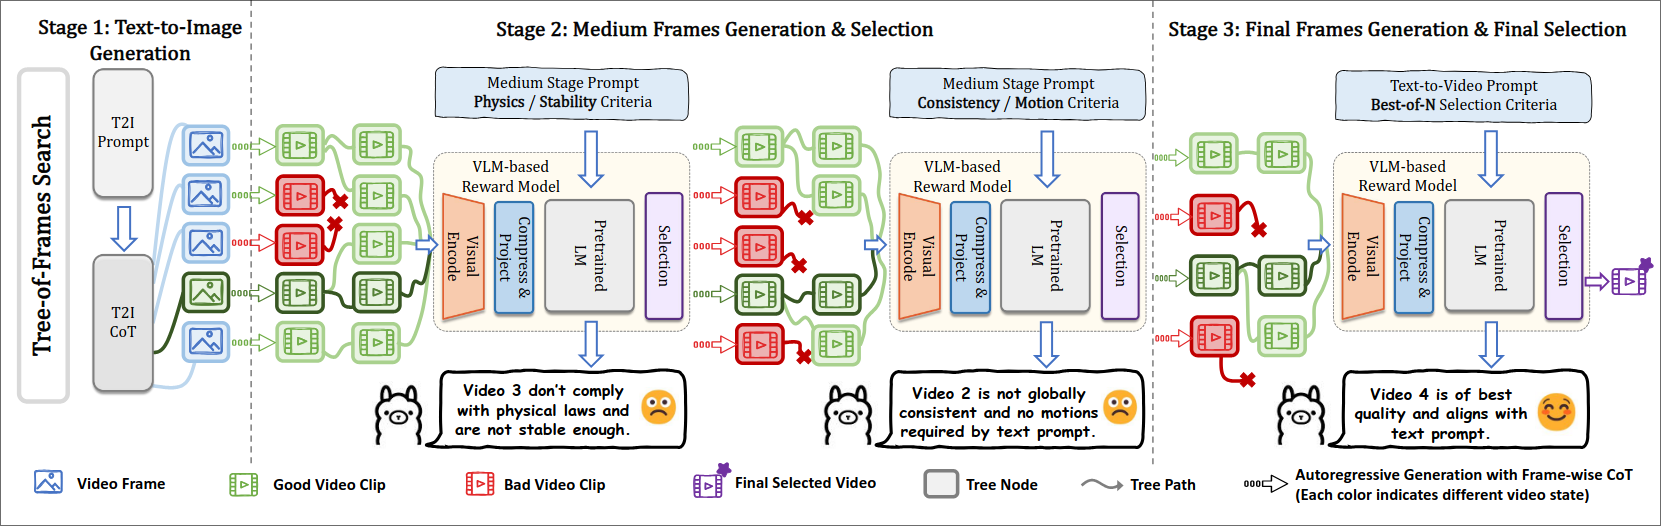 Stage 1: Text-to-Image
Generation
Stage 2: Medium Frames Generation & Selection
Stage 3: Final Frames Generation & Final Selection
Tree-of-Frames Search
T2I
Prompt
T2I
CoT
Medium Stage Prompt
Physics / Stability Criteria
VLM-based
Reward Model
Visual
Encode
Compress &
Project
Pretrained
LM
Selection
Video 3 don't comply
with physical laws and
are not stable enough.
Medium Stage Prompt
Consistency / Motion Criteria
VLM-based
Reward Model
Visual
Encode
Compress &
Project
Pretrained
LM
Selection
Video 2 is not globally
consistent and no motions
required by text prompt.
Text-to-Video Prompt
Best-of-N Selection Criteria
VLM-based
Reward Model
Visual
Encode
Compress &
Project
Pretrained
LM
Selection
Video 4 is of best
quality and aligns with
text prompt.
Video Frame
Good Video Clip
Bad Video Clip
Final Selected Video
Tree Node
Tree Path
Autoregressive Generation with Frame-wise CoT
(Each color indicates different video state)